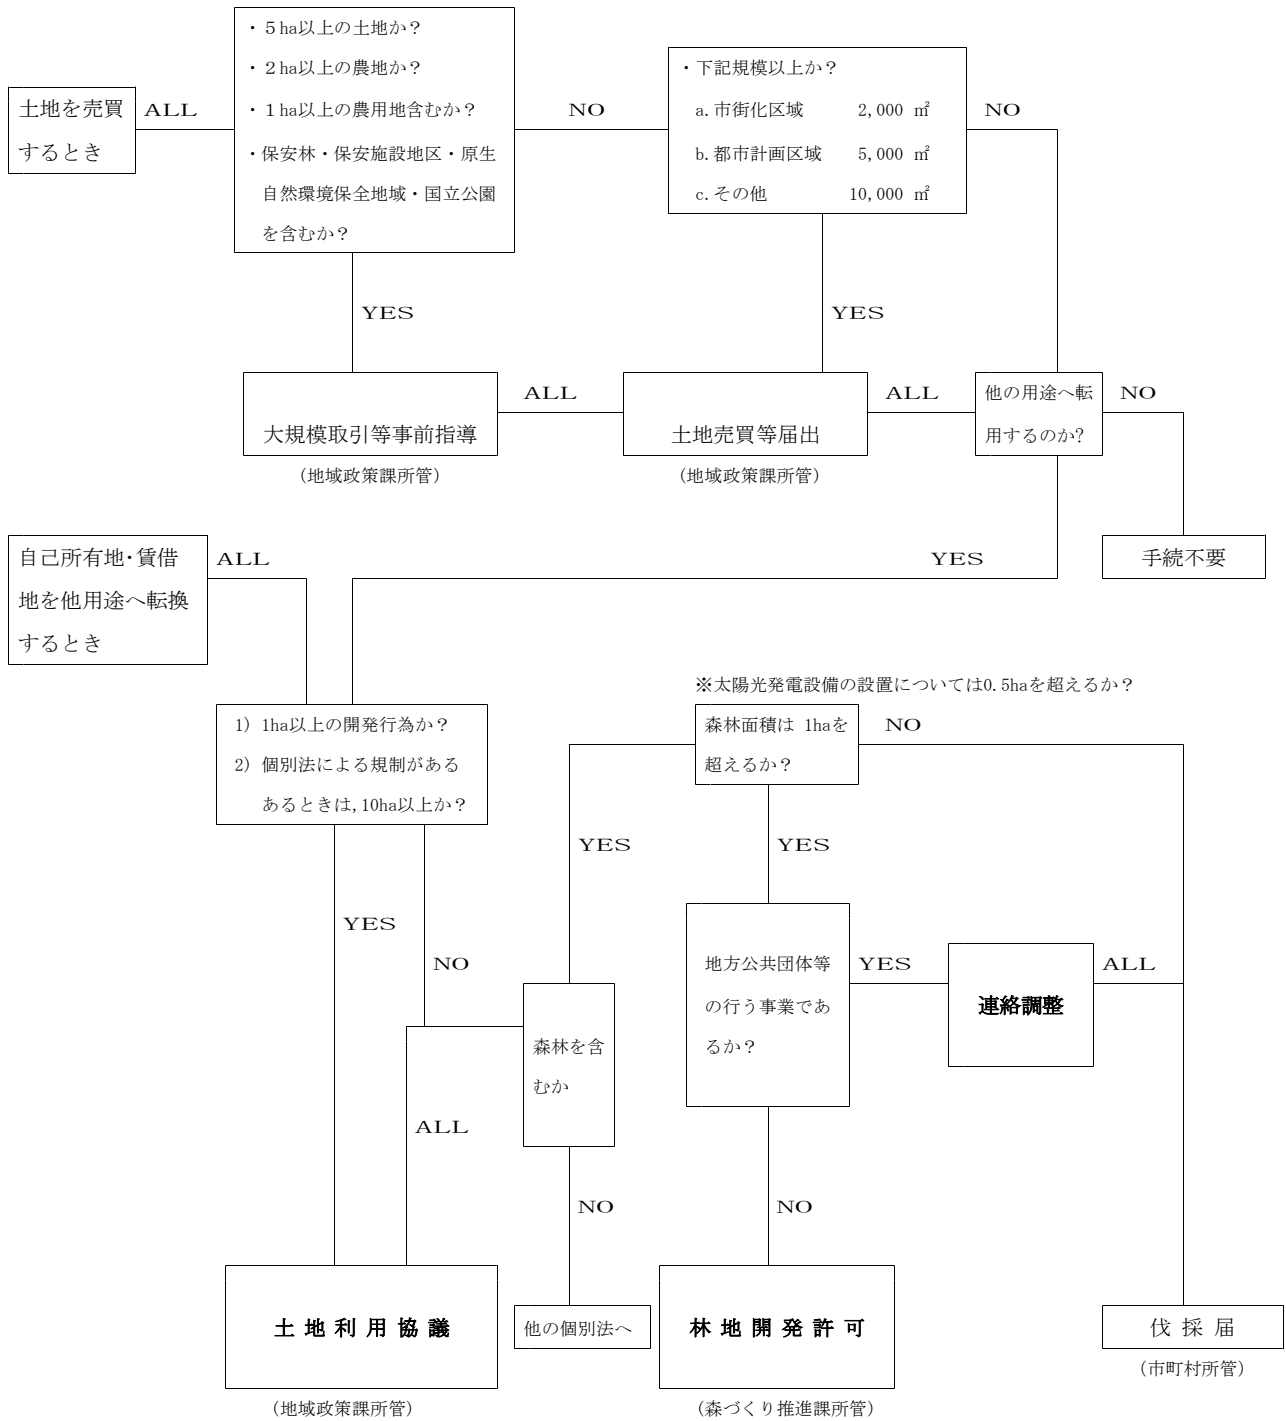 土地を売買
するとき
ALL
・５ha以上の土地か？
・２ha以上の農地か？
・１ha以上の農用地含むか？
・保安林・保安施設地区・原生
自然環境保全地域・国立公園
を含むか？
NO
・下記規模以上か？
a.市街化区域 2,000 ㎡
b.都市計画区域 5,000 ㎡
c.その他 10,000 ㎡
NO
YES
YES
大規模取引等事前指導
（地域政策課所管）
ALL
土地売買等届出
（地域政策課所管）
ALL
他の用途へ転
用するのか?
NO
手続不要
YES
自己所有地・賃借
地を他用途へ転換
するとき
ALL
1) 1ha以上の開発行為か？
2) 個別法による規制がある
あるときは,10ha以上か？
※太陽光発電設備の設置については0.5haを超えるか？
森林面積は 1haを
超えるか？
NO
YES
YES
YES
NO
地方公共団体等
の行う事業であ
るか？
YES
連絡調整
ALL
森林を含
むか
ALL
NO
NO
土 地 利 用 協 議
（地域政策課所管）
他の個別法へ
林 地 開 発 許 可
（森づくり推進課所管）
伐 採 届
（市町村所管）